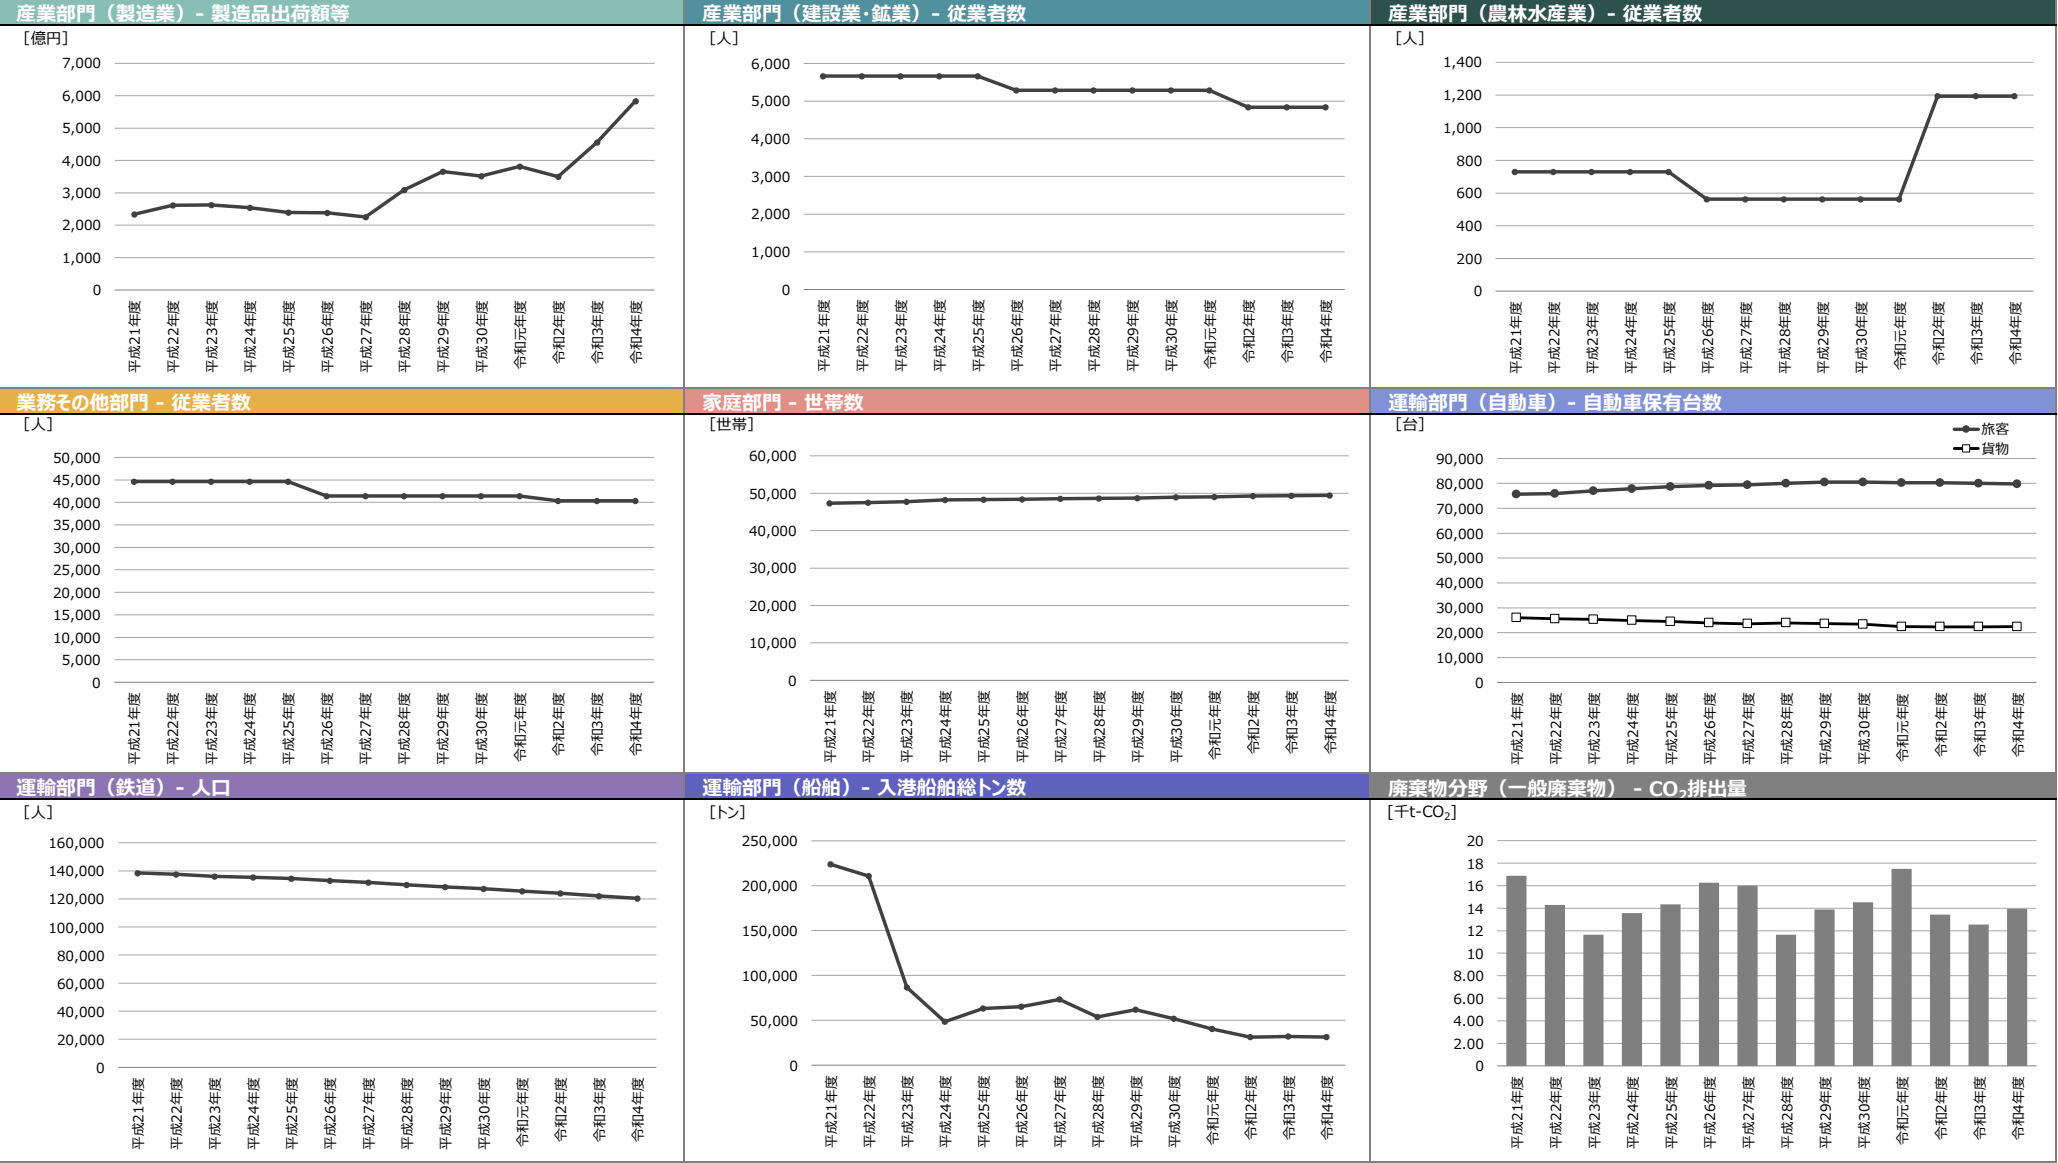 産業部門（製造業）- 製造品出荷額等
[億円]
7,000
6,000
5,000
4,000
3,000
2,000
1,000
0
平成21年度
平成22年度
平成23年度
平成24年度
平成25年度
平成26年度
平成27年度
平成28年度
平成29年度
平成30年度
令和元年度
令和2年度
令和3年度
令和4年度
産業部門（建設業・鉱業）- 従業者数
[人]
6,000
5,000
4,000
3,000
2,000
1,000
0
平成21年度
平成22年度
平成23年度
平成24年度
平成25年度
平成26年度
平成27年度
平成28年度
平成29年度
平成30年度
令和元年度
令和2年度
令和3年度
令和4年度
産業部門（農林水産業）- 従業者数
[人]
1,400
1,200
1,000
800
600
400
200
0
平成21年度
平成22年度
平成23年度
平成24年度
平成25年度
平成26年度
平成27年度
平成28年度
平成29年度
平成30年度
令和元年度
令和2年度
令和3年度
令和4年度
業務その他部門 - 従業者数
[人]
50,000
45,000
40,000
35,000
30,000
25,000
20,000
15,000
10,000
5,000
0
平成21年度
平成22年度
平成23年度
平成24年度
平成25年度
平成26年度
平成27年度
平成28年度
平成29年度
平成30年度
令和元年度
令和2年度
令和3年度
令和4年度
家庭部門 - 世帯数
[世帯]
60,000
50,000
40,000
30,000
20,000
10,000
0
平成21年度
平成22年度
平成23年度
平成24年度
平成25年度
平成26年度
平成27年度
平成28年度
平成29年度
平成30年度
令和元年度
令和2年度
令和3年度
令和4年度
運輸部門（自動車）- 自動車保有台数
[台]
旅客
貨物
90,000
80,000
70,000
60,000
50,000
40,000
30,000
20,000
10,000
0
平成21年度
平成22年度
平成23年度
平成24年度
平成25年度
平成26年度
平成27年度
平成28年度
平成29年度
平成30年度
令和元年度
令和2年度
令和3年度
令和4年度
運輸部門（鉄道）- 人口
[人]
160,000
140,000
120,000
100,000
80,000
60,000
40,000
20,000
0
平成21年度
平成22年度
平成23年度
平成24年度
平成25年度
平成26年度
平成27年度
平成28年度
平成29年度
平成30年度
令和元年度
令和2年度
令和3年度
令和4年度
運輸部門（船舶）- 入港船舶総トン数
[トン]
250,000
200,000
150,000
100,000
50,000
0
平成21年度
平成22年度
平成23年度
平成24年度
平成25年度
平成26年度
平成27年度
平成28年度
平成29年度
平成30年度
令和元年度
令和2年度
令和3年度
令和4年度
廃棄物分野（一般廃棄物） - CO₂排出量
[千t-CO₂]
20
18
16
14
12
10
8.00
6.00
4.00
2.00
0
平成21年度
平成22年度
平成23年度
平成24年度
平成25年度
平成26年度
平成27年度
平成28年度
平成29年度
平成30年度
令和元年度
令和2年度
令和3年度
令和4年度